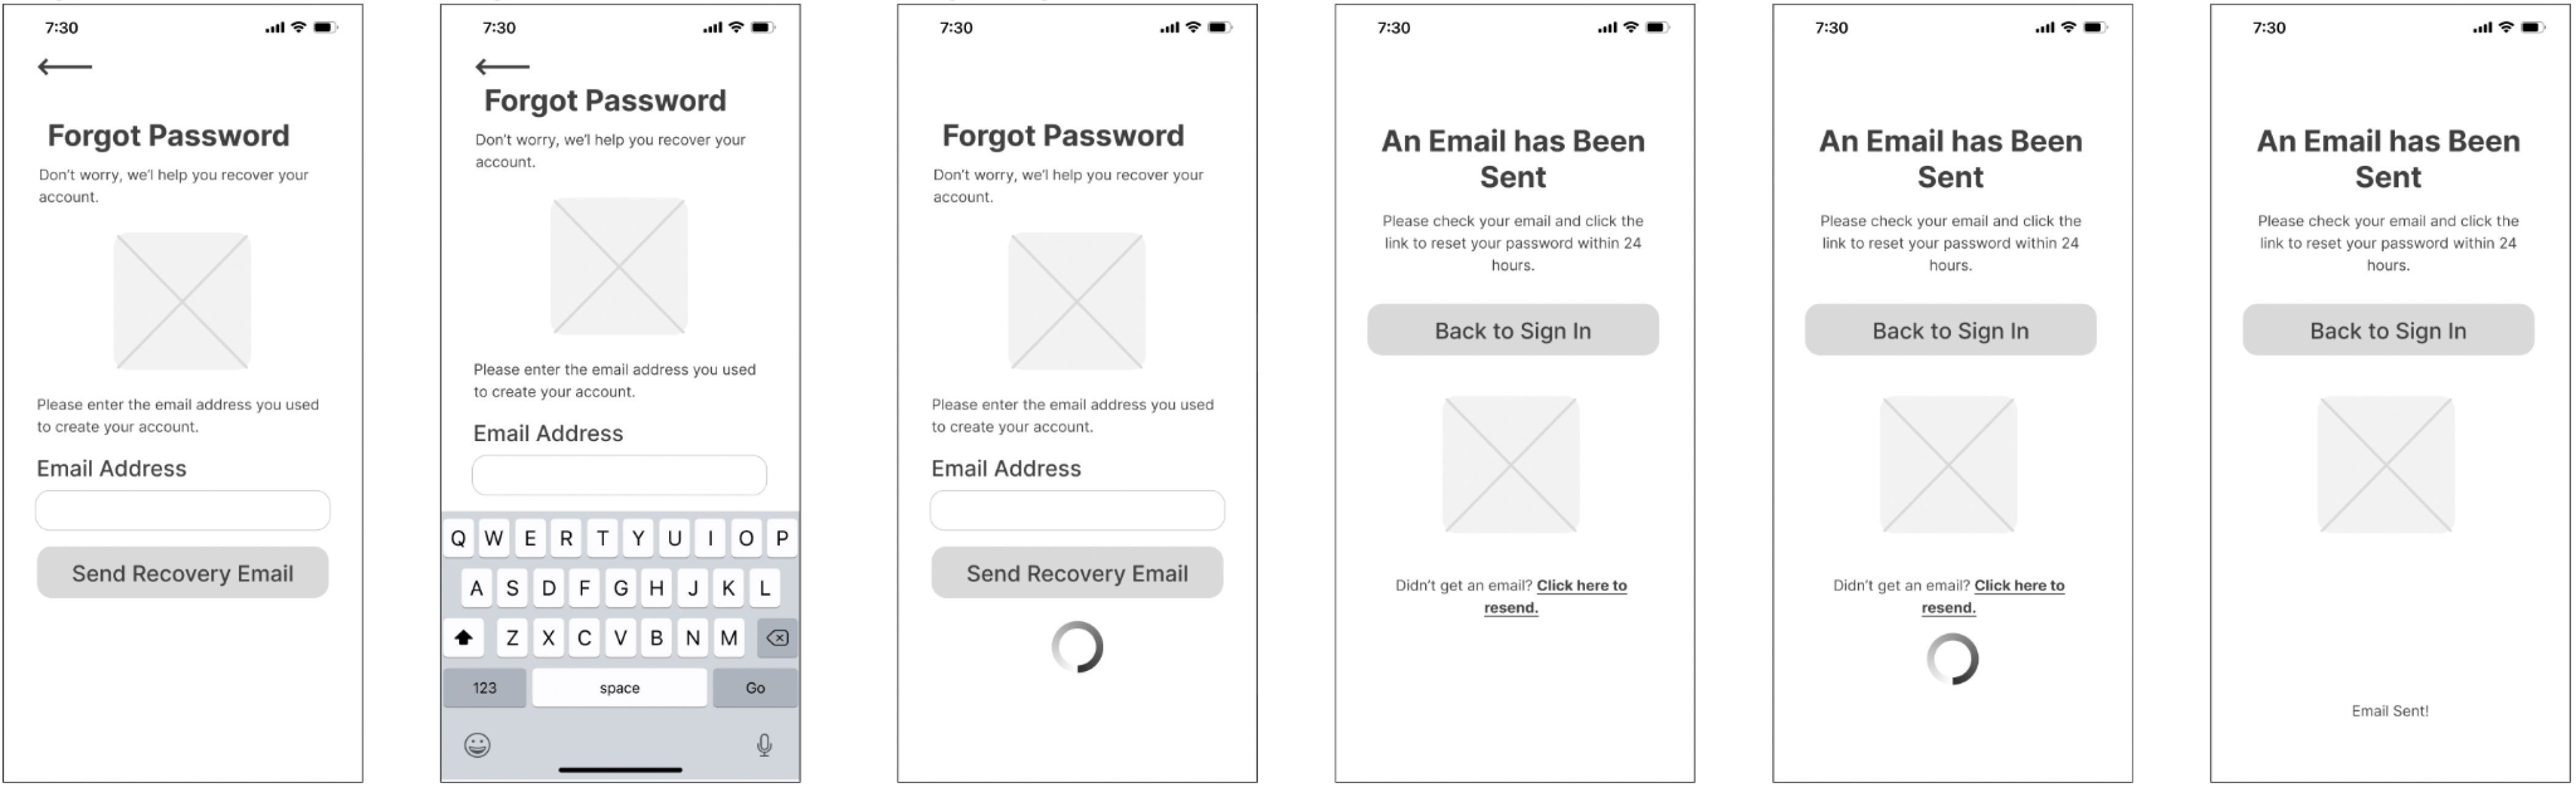 7:30
Forgot Password
Don't worry, we'l help you recover your
account.
Please enter the email address you used
to create your account.
Email Address
Send Recovery Email
7:30
Forgot Password
Don't worry, we'l help you recover your
account.
Please enter the email address you used
to create your account.
Email Address
Q W E R T Y U I O P
A S D F G H J K L
Z X C V B N M
123 space Go
7:30
Forgot Password
Don't worry, we'l help you recover your
account.
Please enter the email address you used
to create your account.
Email Address
Send Recovery Email
7:30
An Email has Been
Sent
Please check your email and click the
link to reset your password within 24
hours.
Back to Sign In
Didn't get an email? Click here to
resend.
7:30
An Email has Been
Sent
Please check your email and click the
link to reset your password within 24
hours.
Back to Sign In
Didn't get an email? Click here to
resend.
7:30
An Email has Been
Sent
Please check your email and click the
link to reset your password within 24
hours.
Back to Sign In
Email Sent!